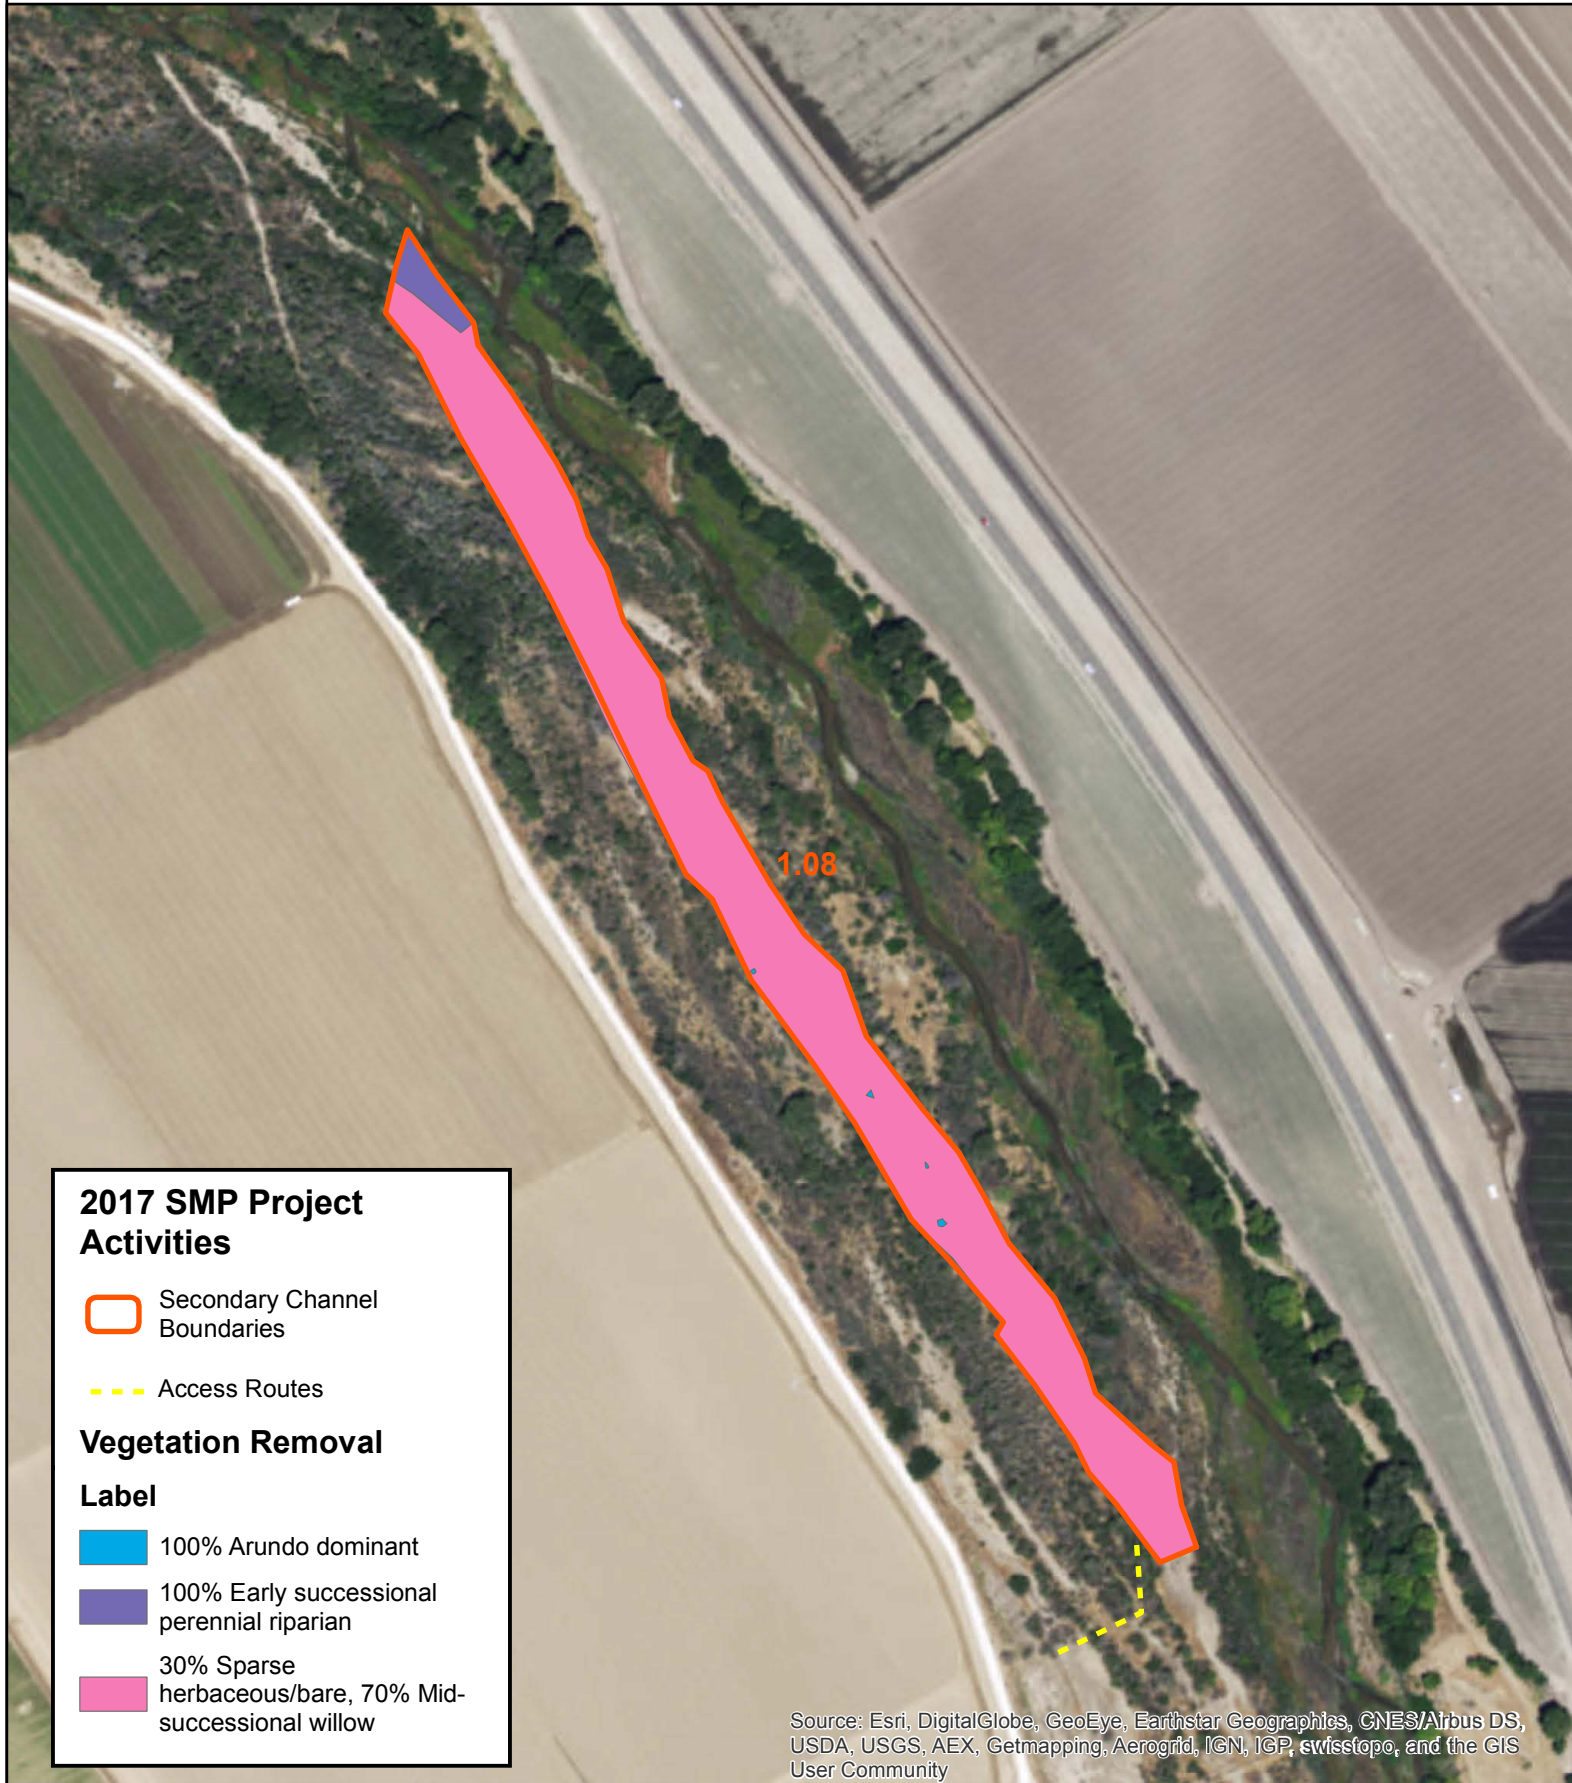 1.08
2017 SMP Project
Activities
Secondary Channel
Boundaries
Access Routes
Vegetation Removal
Label
100% Arundo dominant
100% Early successional
perennial riparian
30% Sparse
herbaceous/bare, 70% Mid-
successional willow
Source: Esri, DigitalGlobe, GeoEye, Earthstar Geographics, CNES/Airbus DS,
USDA, USGS, AEX, Getmapping, Aerogrid, IGN, IGP, swisstopo, and the GIS
User Community